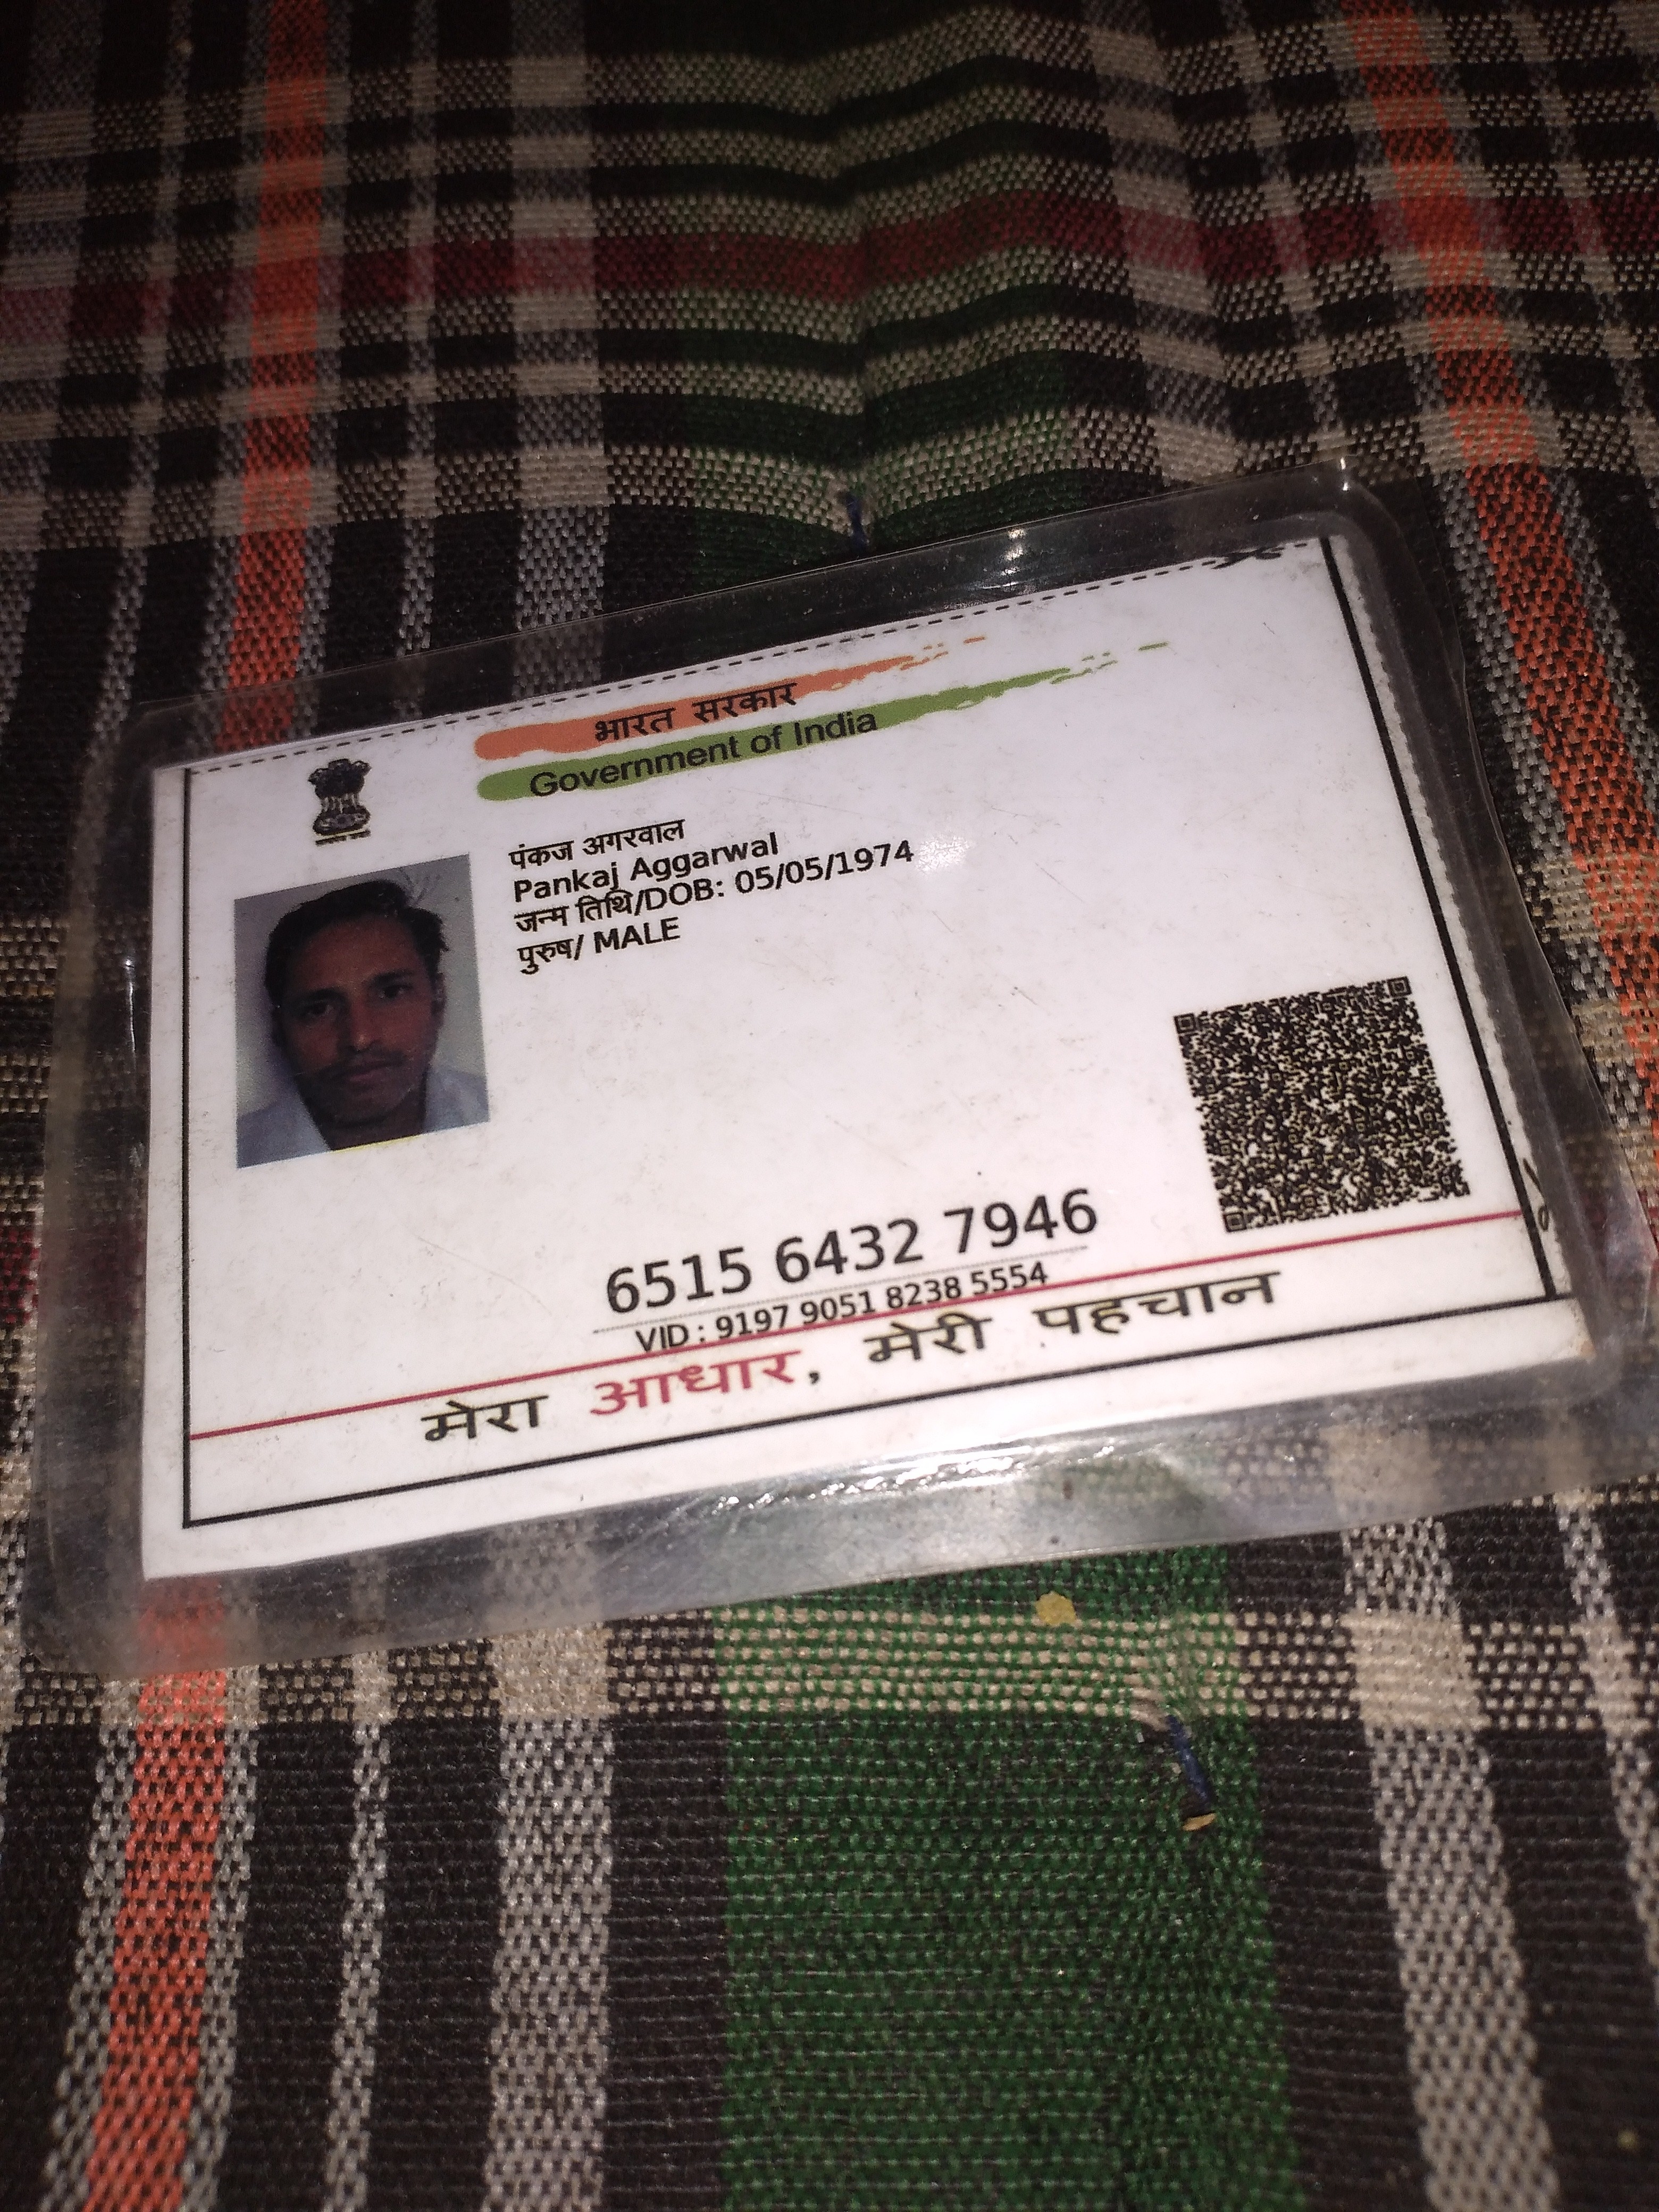 भारत सरकार
Government of India
पंकज अगरवाल
Pankaj Aggarwal
जन्म तिथि/DOB: 05/05/1974
पुरुष/ MALE
6515 6432 7946
VID : 9197 9051 8238 5554
मेरा आधार, मेरी पहचान